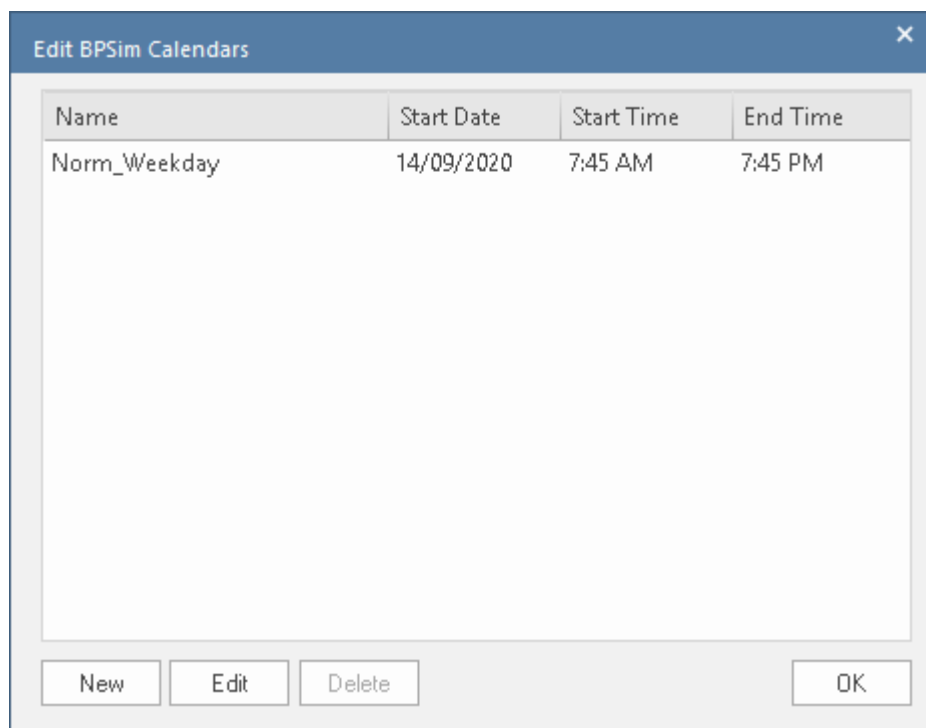 Edit BPSim Calendars
Name Start Date Start Time End Time
Norm_Weekday 14/09/2020 7:45 AM 7:45 PM
New Edit Delete OK